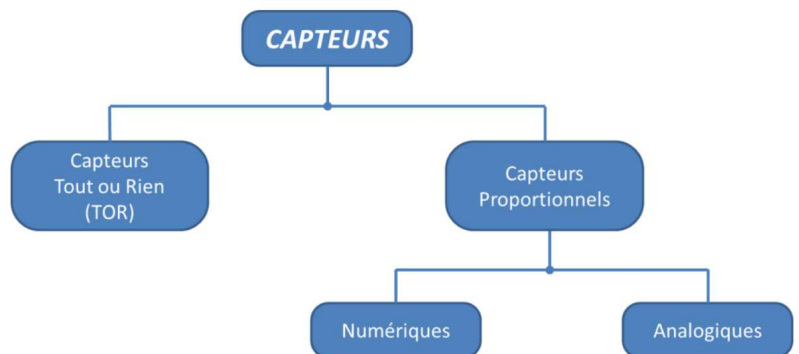 CAPTEURS
Capteurs
Tout ou Rien
(TOR)
Capteurs
Proportionnels
Numériques
Analogiques